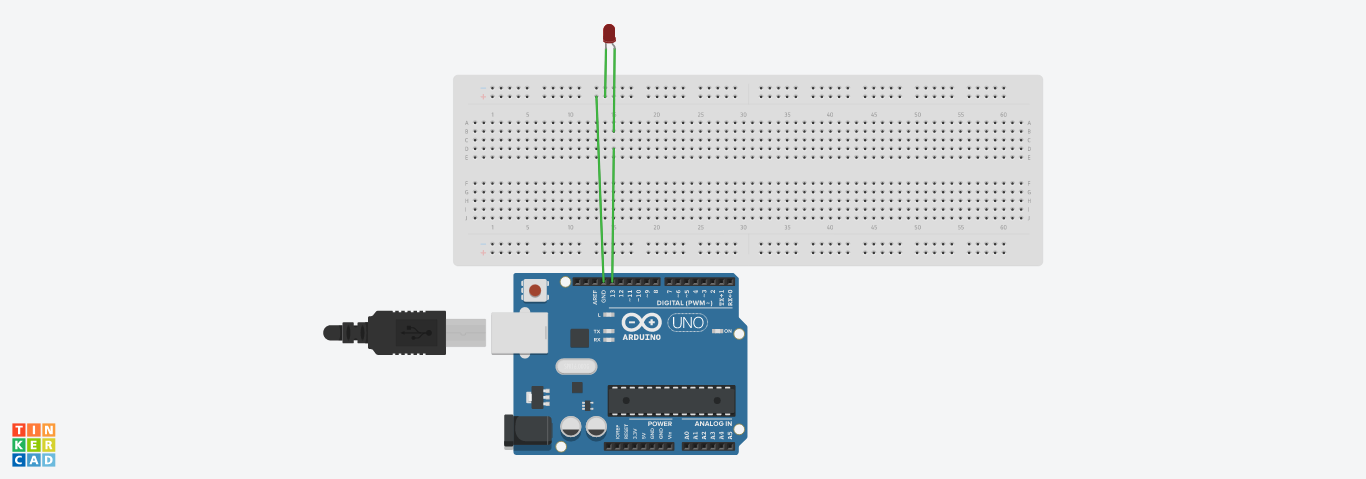 1 5 10 20 25 30 35 40 45 50 55 60
A A
B B
C C
D D
E E
F F
G G
H H
I I
J J
1 5 10 15 20 25 30 35 40 45 50 55 60
AREF GND 13 12 ~11 ~10 ~9 8 7 ~6 ~5 4 ~3 2 TX→1 RX←0
DIGITAL (PWM~)
L
TX
RX
UNO
ON
ARDUINO
POWER ANALOG IN
IOREF RESET 3.3V 5V GND GND Vin A0 A1 A2 A3 A4 A5
TIN
KER
CAD